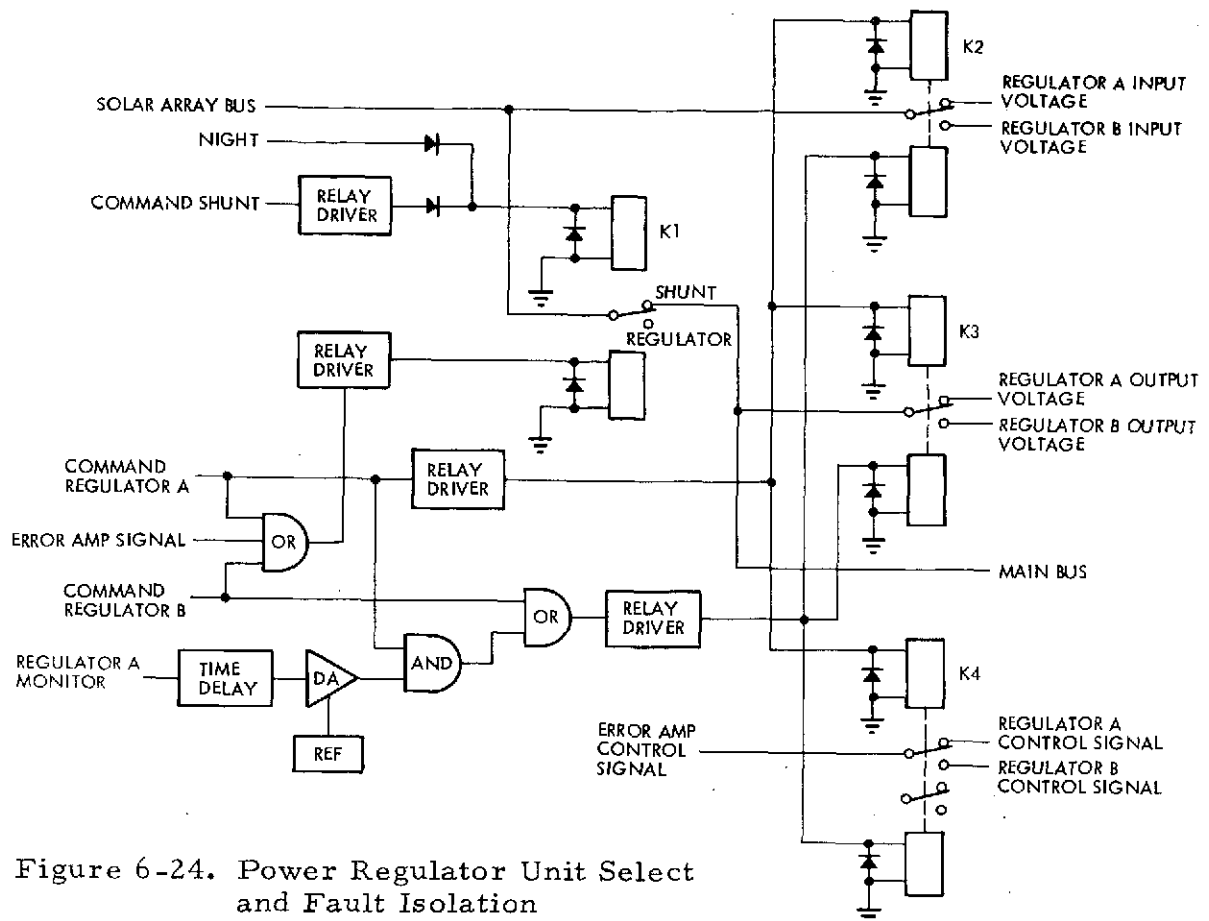 K2
SOLAR ARRAY BUS
REGULATOR A INPUT
VOLTAGE
REGULATOR B INPUT
VOLTAGE
NIGHT
COMMAND SHUNT
RELAY
DRIVER
K1
SHUNT
REGULATOR
RELAY
DRIVER
K3
REGULATOR A OUTPUT
VOLTAGE
REGULATOR B OUTPUT
VOLTAGE
COMMAND
REGULATOR A
RELAY
DRIVER
ERROR AMP SIGNAL
OR
MAIN BUS
COMMAND
REGULATOR B
OR
RELAY
DRIVER
REGULATOR A
MONITOR
TIME
DELAY
DA
AND
REF
K4
ERROR AMP
CONTROL
SIGNAL
REGULATOR A
CONTROL SIGNAL
REGULATOR B
CONTROL SIGNAL
Figure 6-24. Power Regulator Unit Select
and Fault Isolation